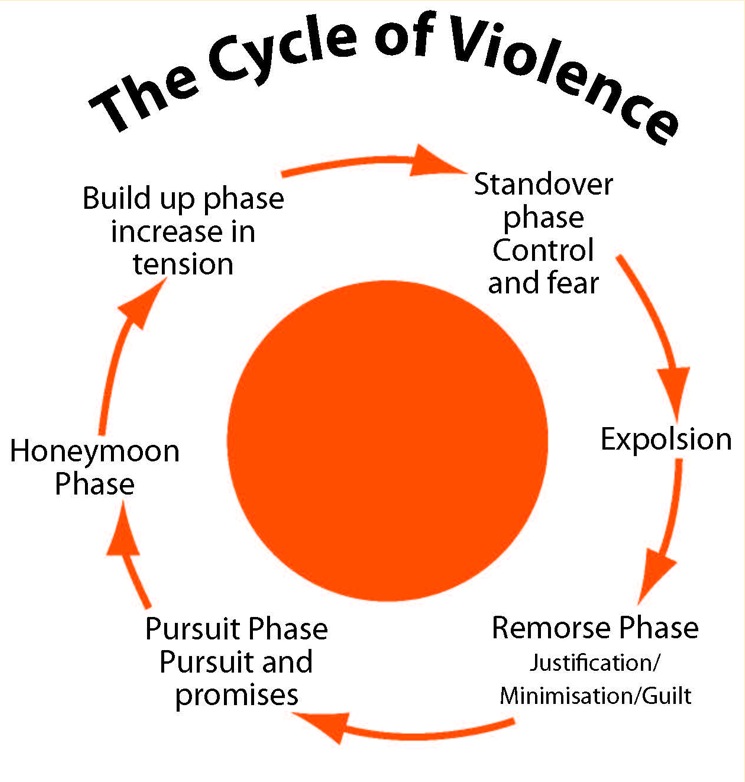 The Cycle of Violence
Build up phase
increase in
tension
Standover
phase
Control
and fear
Expolsion
Remorse Phase
Justification/
Minimisation/Guilt
Pursuit Phase
Pursuit and
promises
Honeymoon
Phase